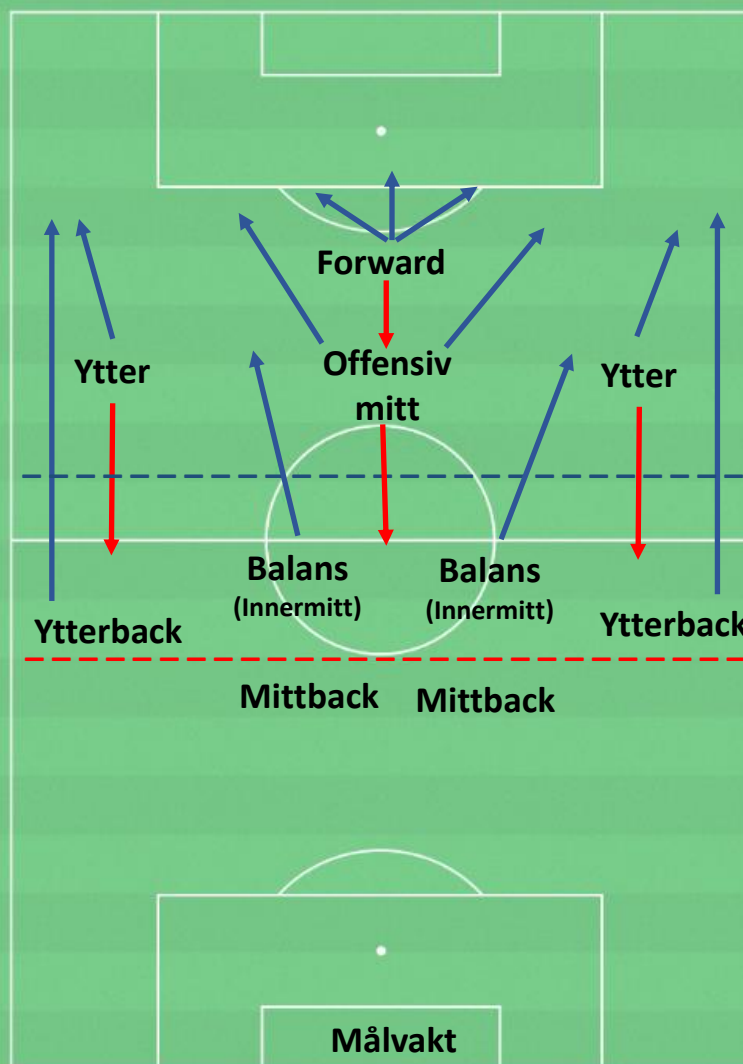 Forward
Ytter
Offensiv
mitt
Ytter
Balans
(Innermitt)
Balans
(Innermitt)
Ytterback
Ytterback
Mittback
Mittback
Målvakt